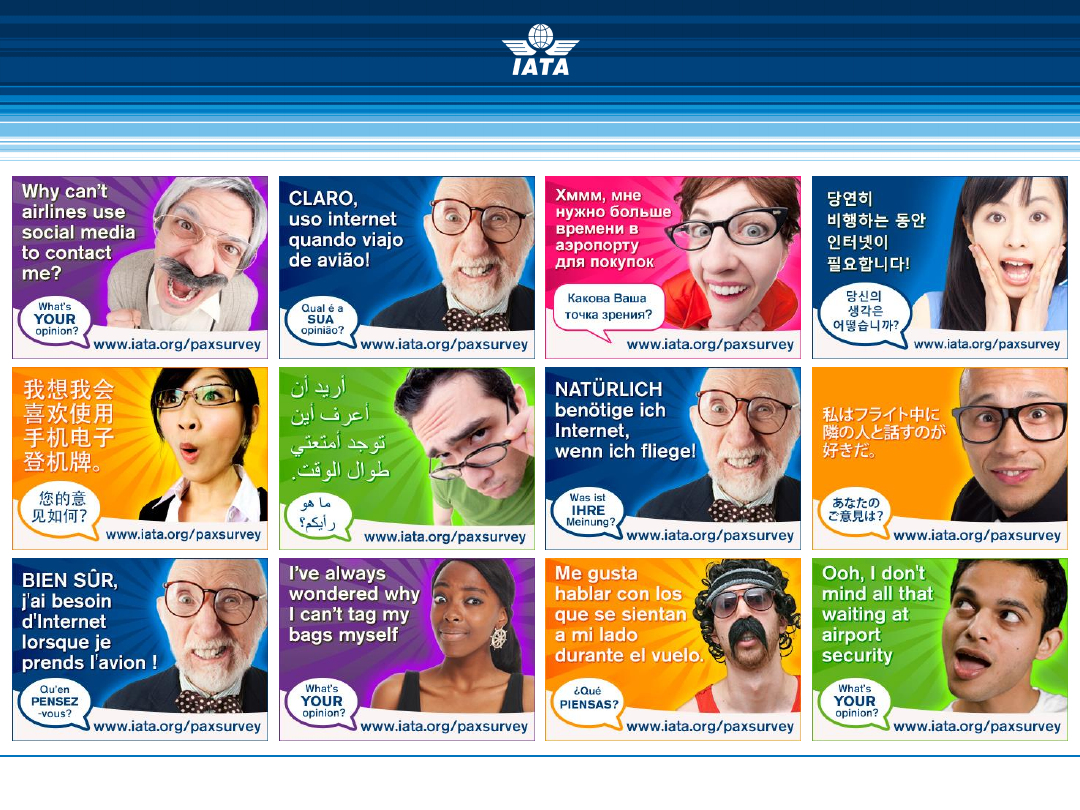 IATA
Why can't
airlines use
social media
to contact
me?
What's
YOUR
opinion?
www.iata.org/paxsurvey
CLARO,
uso internet
quando viajo
de avião!
Qual é a
SUA
opinião?
www.iata.org/paxsurvey
Хммм, мне
нужно больше
времени в
аэропорту
для покупок
Какова Ваша
точка зрения?
www.iata.org/paxsurvey
당연히
비행하는 동안
인터넷이
필요합니다!
당신의
생각은
어떻습니까?
www.iata.org/paxsurvey
我想我会
喜欢使用
手机电子
登机牌。
您的意
见如何?
www.iata.org/paxsurvey
أريد أن
أعرف أين
توجد أمتعتي
طوال الوقت.
ما هو
رأيكم؟
www.iata.org/paxsurvey
NATÜRLICH
benötige ich
Internet,
wenn ich fliege!
Was ist
IHRE
Meinung?
www.iata.org/paxsurvey
私はフライト中に
隣の人と話すのが
好きだ。
あなたの
ご意見は?
www.iata.org/paxsurvey
BIEN SÛR,
j'ai besoin
d'Internet
lorsque je
prends l'avion !
Qu'en
PENSEZ
-vous?
www.iata.org/paxsurvey
I've always
wondered why
I can't tag my
bags myself
What's
YOUR
opinion?
www.iata.org/paxsurvey
Me gusta
hablar con los
que se sientan
a mi lado
durante el vuelo.
¿Qué
PIENSAS?
www.iata.org/paxsurvey
Ooh, I don't
mind all that
waiting at
airport
security
What's
YOUR
opinion?
www.iata.org/paxsurvey